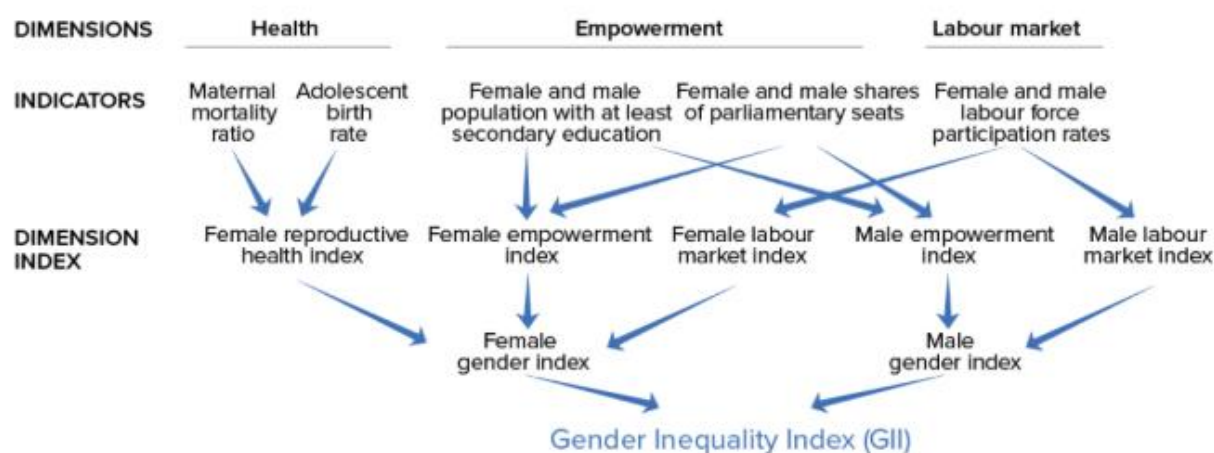 DIMENSIONS Health Empowerment Labour market
INDICATORS
Maternal
mortality
ratio
Adolescent
birth
rate
Female and male
population with at least
secondary education
Female and male shares
of parliamentary seats
Female and male
labour force
participation rates
DIMENSION
INDEX
Female reproductive
health index
Female empowerment
index
Female labour
market index
Male empowerment
index
Male labour
market index
Female
gender index
Male
gender index
Gender Inequality Index (GII)